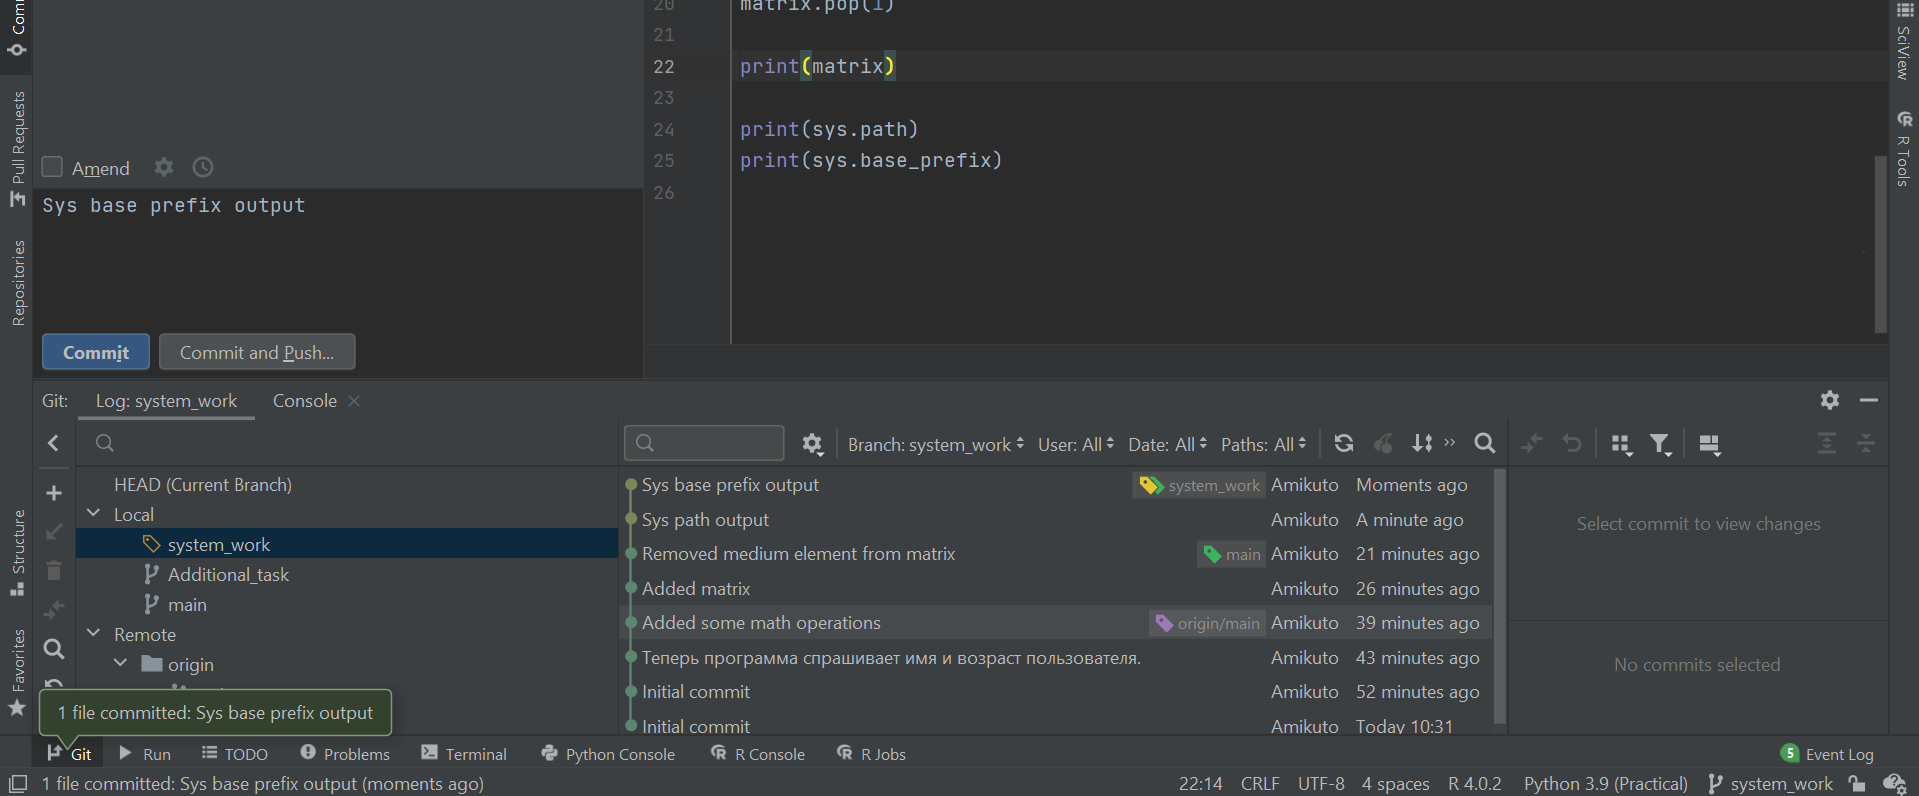 Comm
Pull Requests
Repositories
Structure
Favorites
20 matrix.pop(1)
21
22 print(matrix)
23
24 print(sys.path)
25 print(sys.base_prefix)
26
SciView
R Tools
Amend
Sys base prefix output
Commit Commit and Push...
Git: Log: system_work Console
Branch: system_work User: All Date: All Paths: All »
HEAD (Current Branch)
Local
system_work
Additional_task
main
Remote
origin
Sys base prefix output system_work Amikuto Moments ago
Sys path output Amikuto A minute ago
Removed medium element from matrix main Amikuto 21 minutes ago
Added matrix Amikuto 26 minutes ago
Added some math operations origin/main Amikuto 39 minutes ago
Теперь программа спрашивает имя и возраст пользователя. Amikuto 43 minutes ago
Initial commit Amikuto 52 minutes ago
Initial commit Amikuto Today 10:31
Select commit to view changes
No commits selected
1 file committed: Sys base prefix output
Git Run TODO Problems Terminal Python Console R Console R Jobs 5 Event Log
1 file committed: Sys base prefix output (moments ago) 22:14 CRLF UTF-8 4 spaces R 4.0.2 Python 3.9 (Practical) system_work